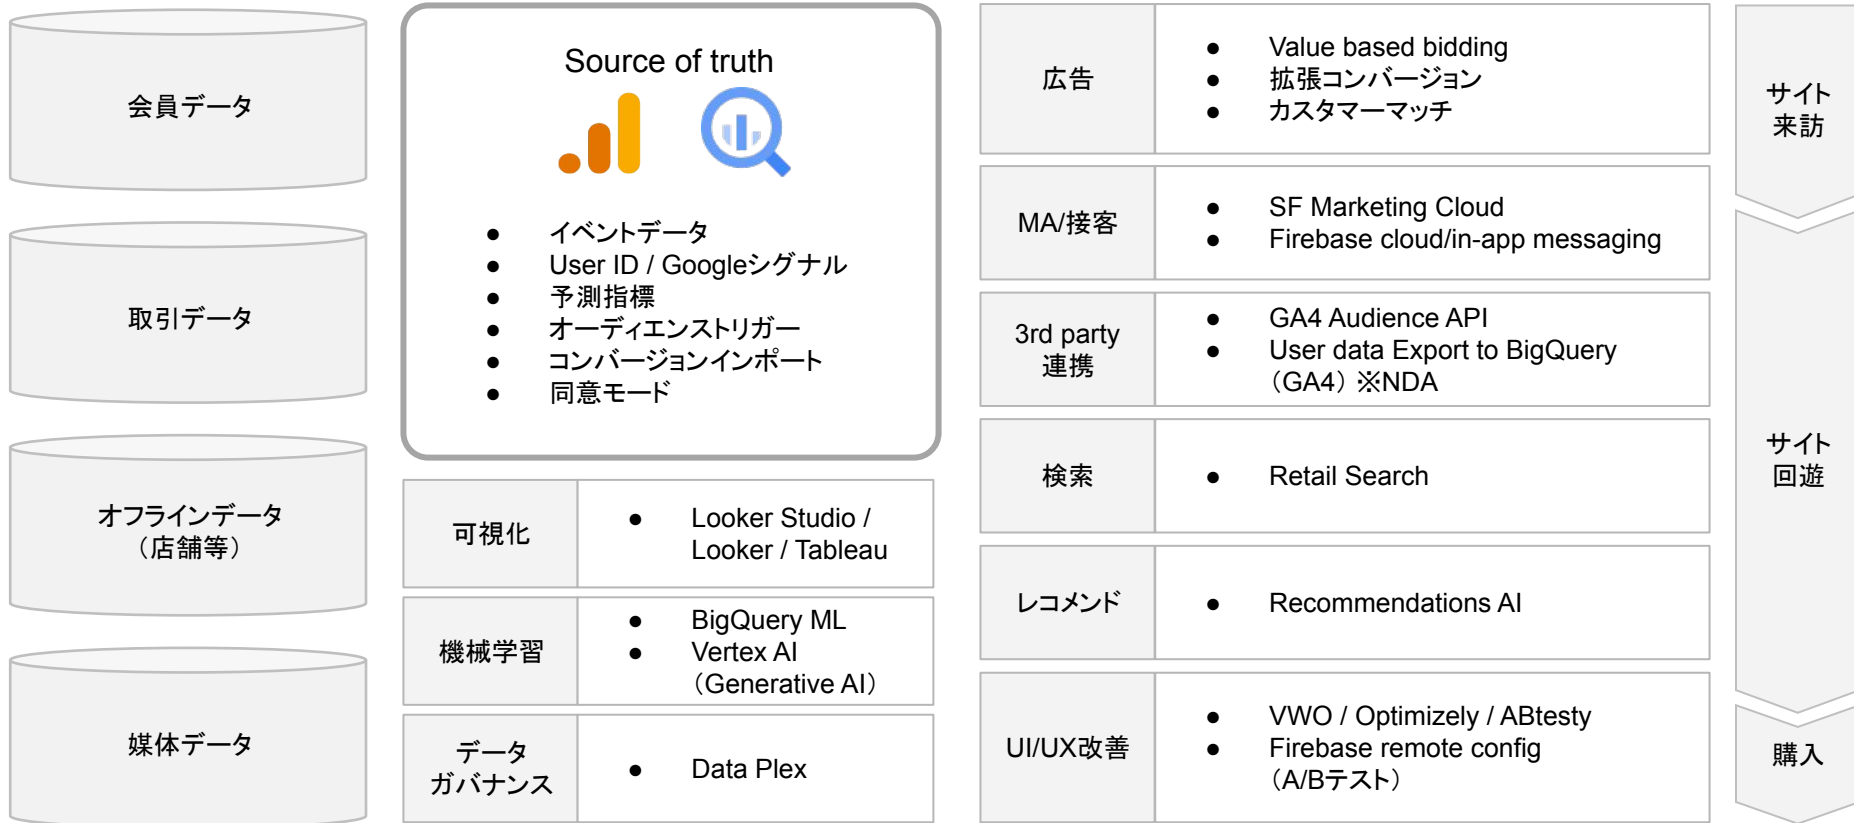 会員データ
取引データ
オフラインデータ
（店舗等）
媒体データ
Source of truth
● イベントデータ
● User ID / Googleシグナル
● 予測指標
● オーディエンストリガー
● コンバージョンインポート
● 同意モード
可視化
● Looker Studio /
Looker / Tableau
機械学習
● BigQuery ML
● Vertex AI
（Generative AI）
データ
ガバナンス
● Data Plex
広告
● Value based bidding
● 拡張コンバージョン
● カスタマーマッチ
MA/接客
● SF Marketing Cloud
● Firebase cloud/in-app messaging
3rd party
連携
● GA4 Audience API
● User data Export to BigQuery
（GA4）※NDA
検索
● Retail Search
レコメンド
● Recommendations AI
UI/UX改善
● VWO / Optimizely / ABtesty
● Firebase remote config
（A/Bテスト）
サイト
来訪
サイト
回遊
購入